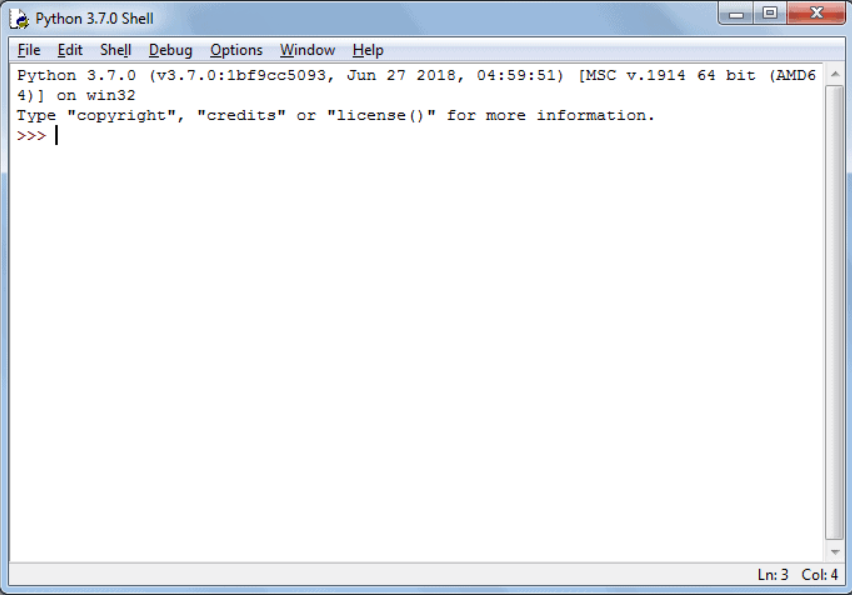 Python 3.7.0 Shell
File Edit Shell Debug Options Window Help
Python 3.7.0 (v3.7.0:1bf9cc5093, Jun 27 2018, 04:59:51) [MSC v.1914 64 bit (AMD6
4)] on win32
Type "copyright", "credits" or "license()" for more information.
>>>
Ln: 3 Col: 4